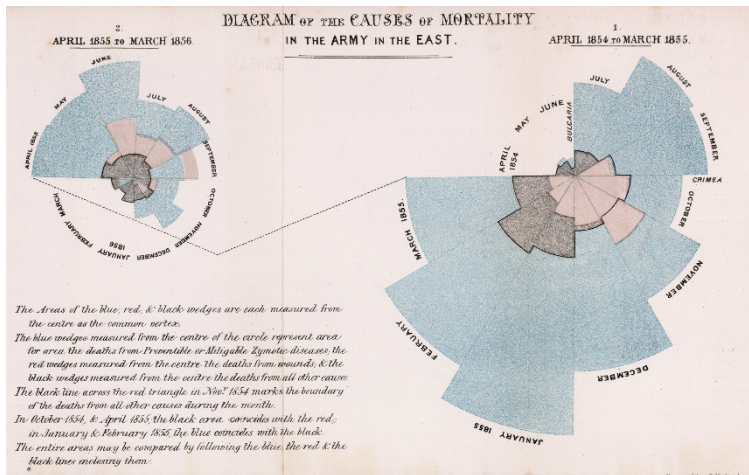 DIAGRAM OF THE CAUSES OF MORTALITY
IN THE ARMY IN THE EAST.
2.
APRIL 1855 TO MARCH 1856.
1.
APRIL 1854 TO MARCH 1855.
APRIL 1855
MAY
JUNE
JULY
AUGUST
SEPTEMBER
OCTOBER
NOVEMBER
DECEMBER
JANUARY
1856
FEBRUARY
MARCH
APRIL
1854
MAY
JUNE
BULGARIA
JULY
AUGUST
SEPTEMBER
CRIMEA
OCTOBER
NOVEMBER
DECEMBER
JANUARY 1855
FEBRUARY
MARCH 1855.
The Areas of the blue, red, & black wedges are each measured from
the centre as the common vertex.
The blue wedges measured from the centre of the circle represent area
for area the deaths from Preventible or Mitigable Zymotic diseases, the
red wedges measured from the centre the deaths from wounds, & the
black wedges measured from the centre the deaths from all other causes.
The black line across the red triangle in Novr. 1854 marks the boundary
of the deaths from all other causes during the month.
In October 1854, & April 1855, the black area coincides with the red,
in January & February 1855, the blue coincides with the black.
The entire areas may be compared by following the blue, the red & the
black lines enclosing them.